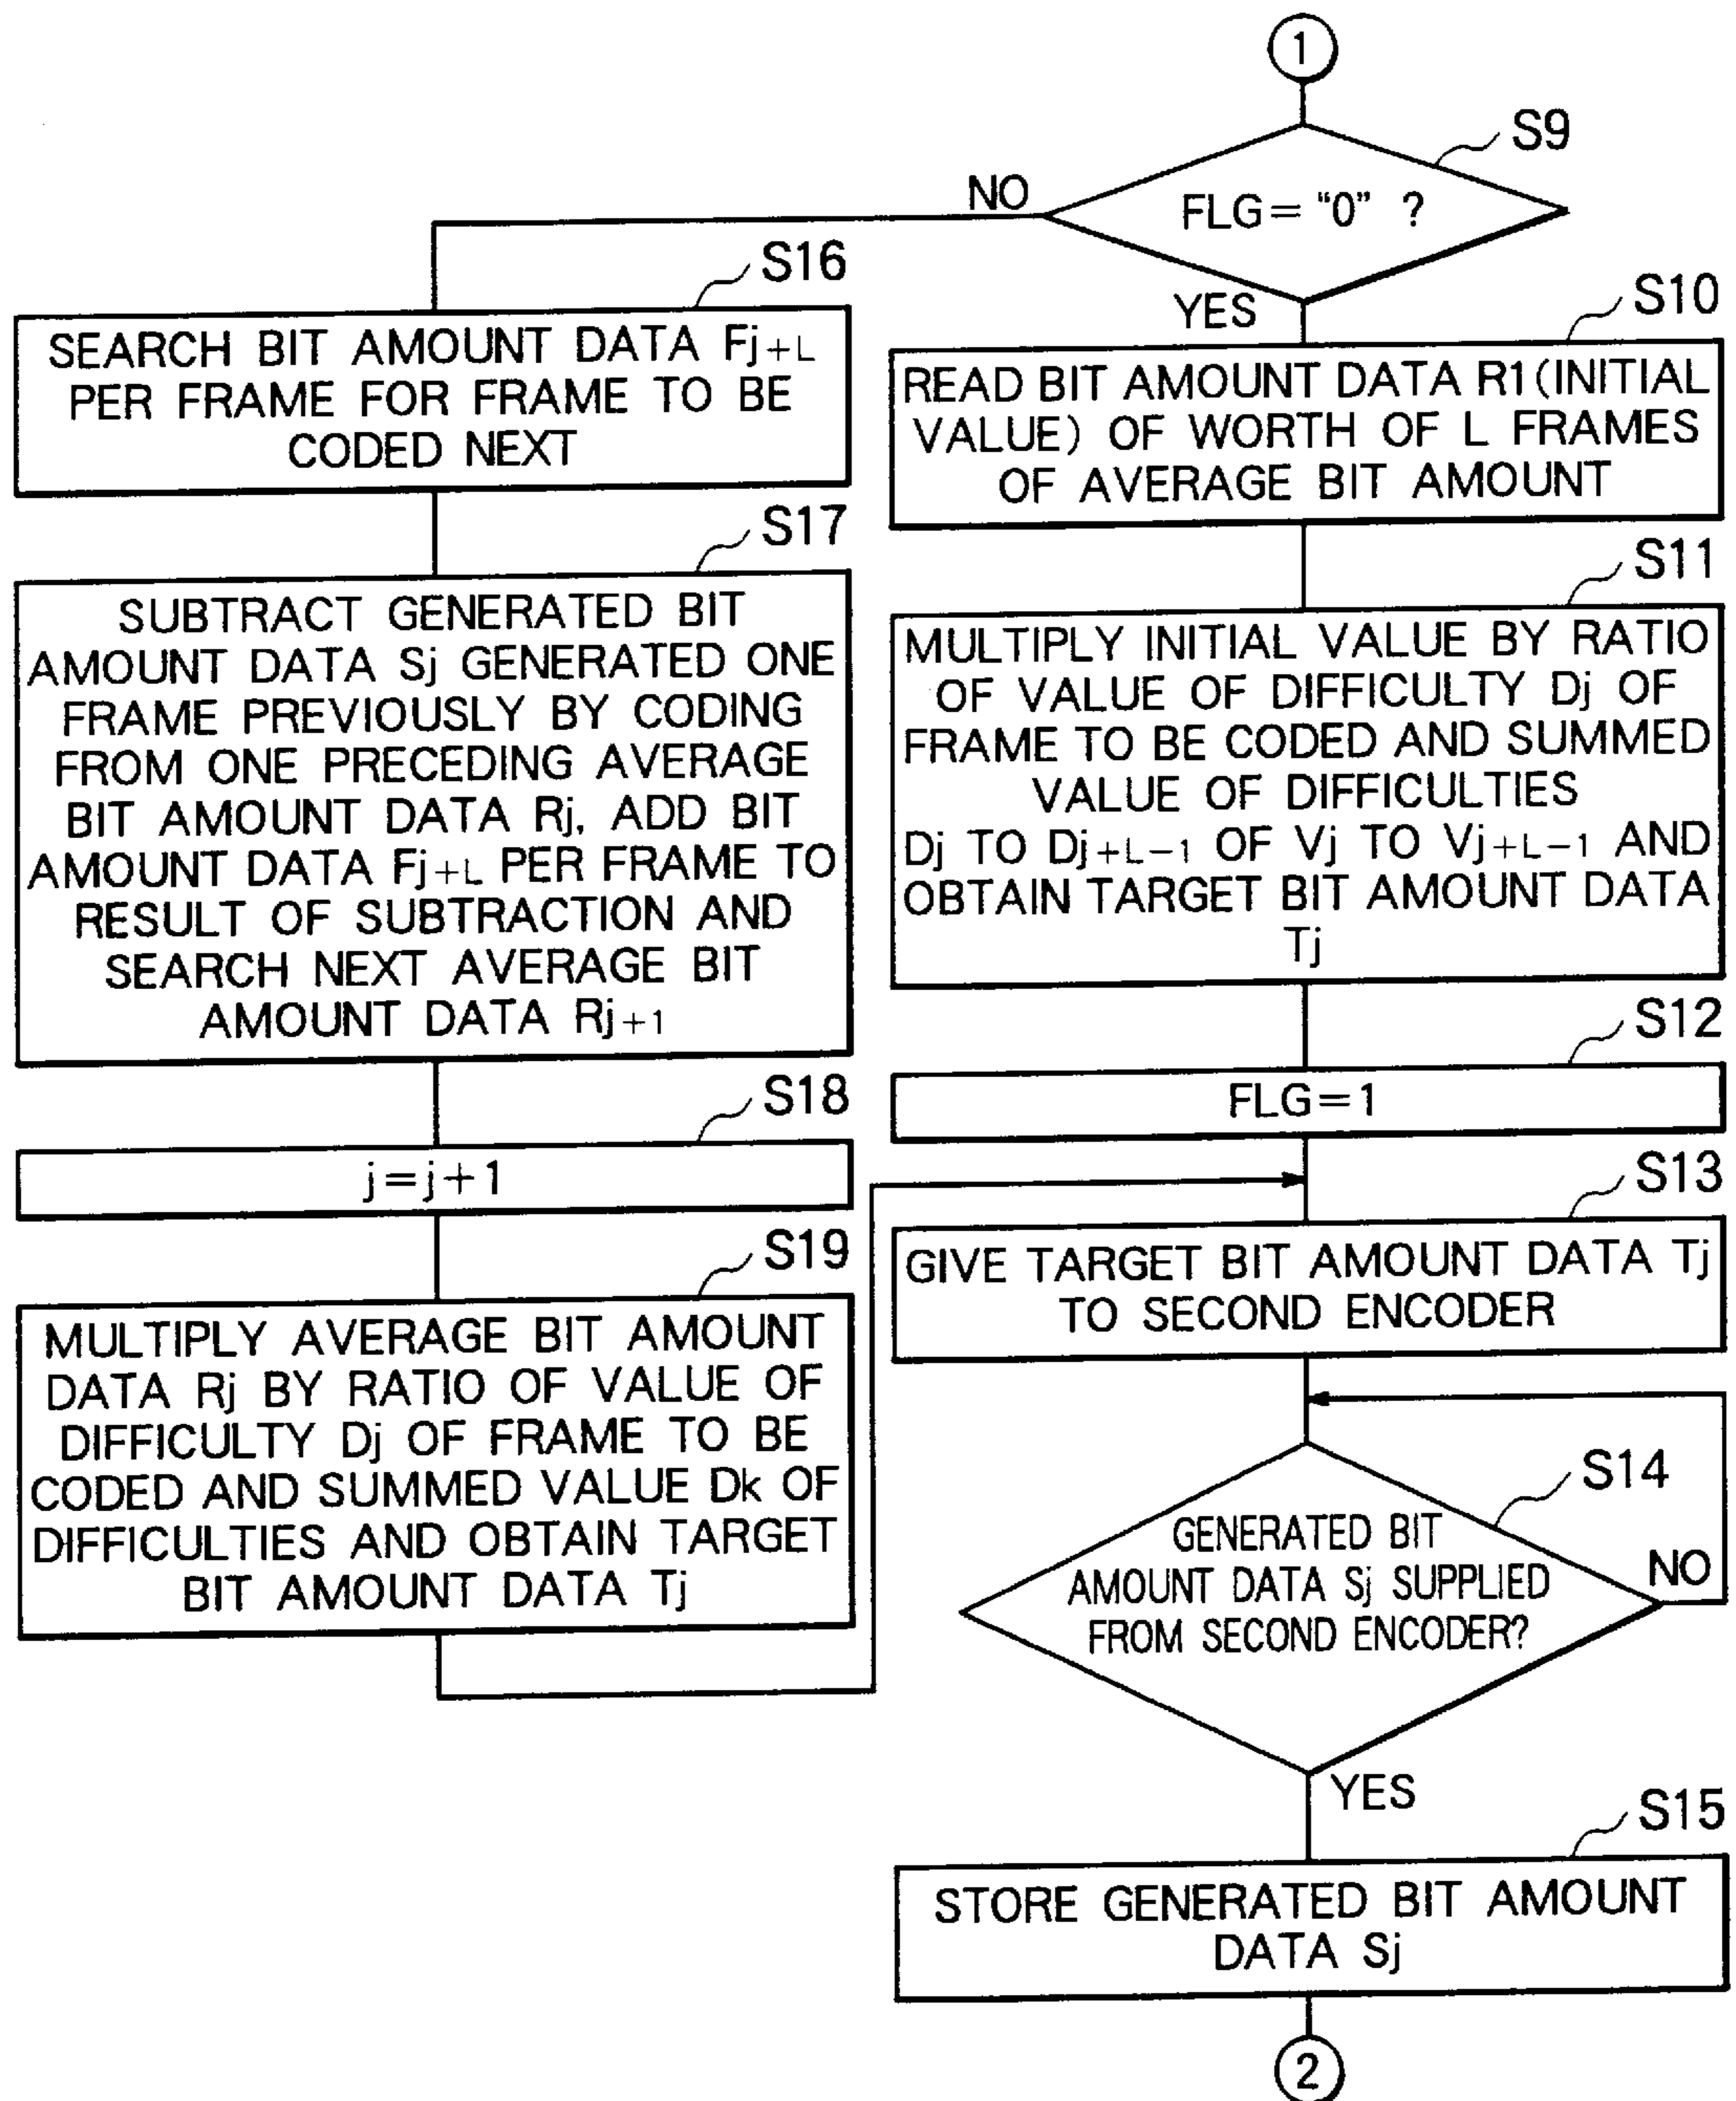 1
S9
FLG= "0" ?
NO
YES
S16
SEARCH BIT AMOUNT DATA Fj+L
PER FRAME FOR FRAME TO BE
CODED NEXT
S17
SUBTRACT GENERATED BIT
AMOUNT DATA Sj GENERATED ONE
FRAME PREVIOUSLY BY CODING
FROM ONE PRECEDING AVERAGE
BIT AMOUNT DATA Rj, ADD BIT
AMOUNT DATA Fj+L PER FRAME TO
RESULT OF SUBTRACTION AND
SEARCH NEXT AVERAGE BIT
AMOUNT DATA Rj+1
S18
j=j+1
S19
MULTIPLY AVERAGE BIT AMOUNT
DATA Rj BY RATIO OF VALUE OF
DIFFICULTY Dj OF FRAME TO BE
CODED AND SUMMED VALUE Dk OF
DIFFICULTIES AND OBTAIN TARGET
BIT AMOUNT DATA Tj
S10
READ BIT AMOUNT DATA R1(INITIAL
VALUE) OF WORTH OF L FRAMES
OF AVERAGE BIT AMOUNT
S11
MULTIPLY INITIAL VALUE BY RATIO
OF VALUE OF DIFFICULTY Dj OF
FRAME TO BE CODED AND SUMMED
VALUE OF DIFFICULTIES
Dj TO Dj+L-1 OF Vj TO Vj+L-1 AND
OBTAIN TARGET BIT AMOUNT DATA
Tj
S12
FLG=1
S13
GIVE TARGET BIT AMOUNT DATA Tj
TO SECOND ENCODER
S14
GENERATED BIT
AMOUNT DATA Sj SUPPLIED
FROM SECOND ENCODER?
NO
YES
S15
STORE GENERATED BIT AMOUNT
DATA Sj
2